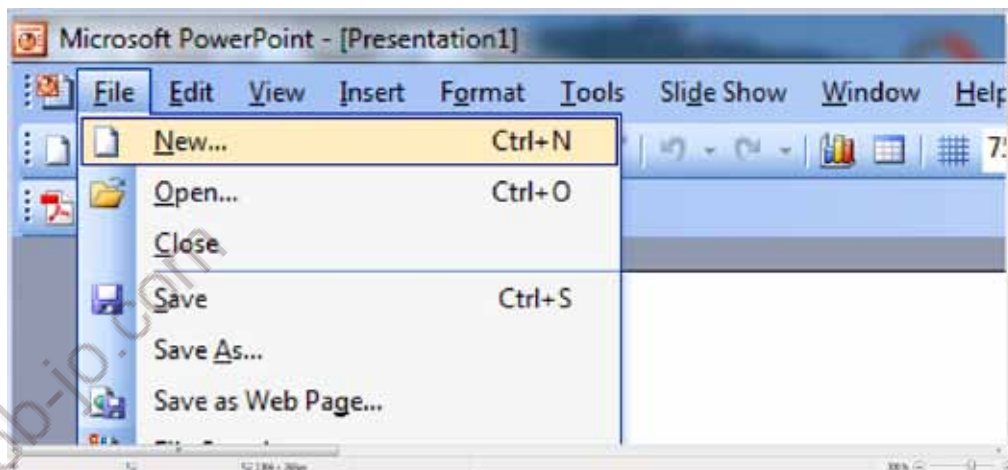 Microsoft PowerPoint - [Presentation1]
File Edit View Insert Format Tools Slide Show Window Help
New... Ctrl+N
Open... Ctrl+O
Close
Save Ctrl+S
Save As...
Save as Web Page...